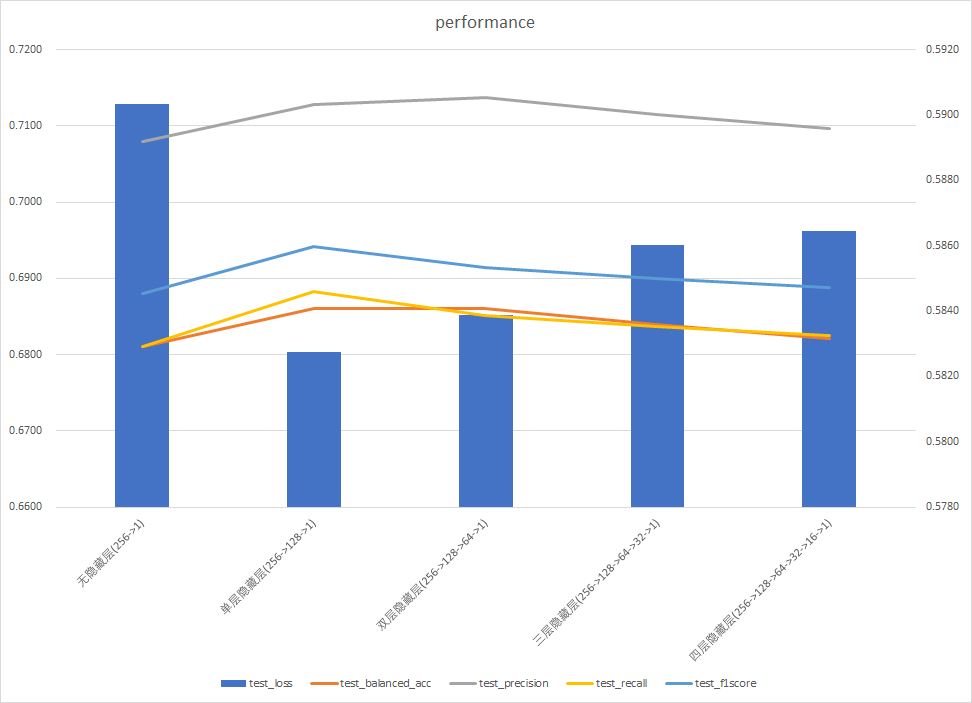 performance
0.7200
0.7100
0.7000
0.6900
0.6800
0.6700
0.6600
0.5920
0.5900
0.5880
0.5860
0.5840
0.5820
0.5800
0.5780
无隐藏层(256->1)
单层隐藏层(256->128->1)
双层隐藏层(256->128->64->1)
三层隐藏层(256->128->64->32->1)
四层隐藏层(256->128->64->32->16->1)
test_loss test_balanced_acc test_precision test_recall test_f1score